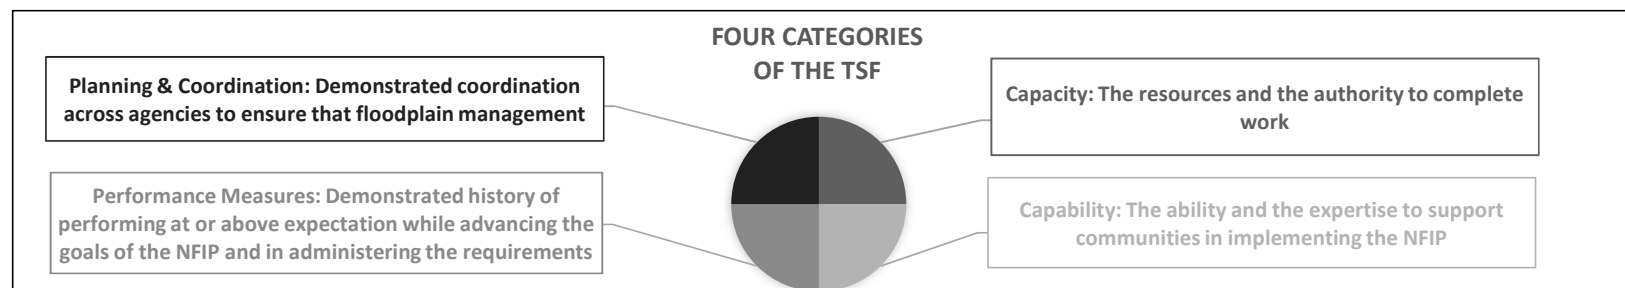 FOUR CATEGORIES
OF THE TSF
Planning & Coordination: Demonstrated coordination
across agencies to ensure that floodplain management
Capacity: The resources and the authority to complete
work
Performance Measures: Demonstrated history of
performing at or above expectation while advancing the
goals of the NFIP and in administering the requirements
Capability: The ability and the expertise to support
communities in implementing the NFIP